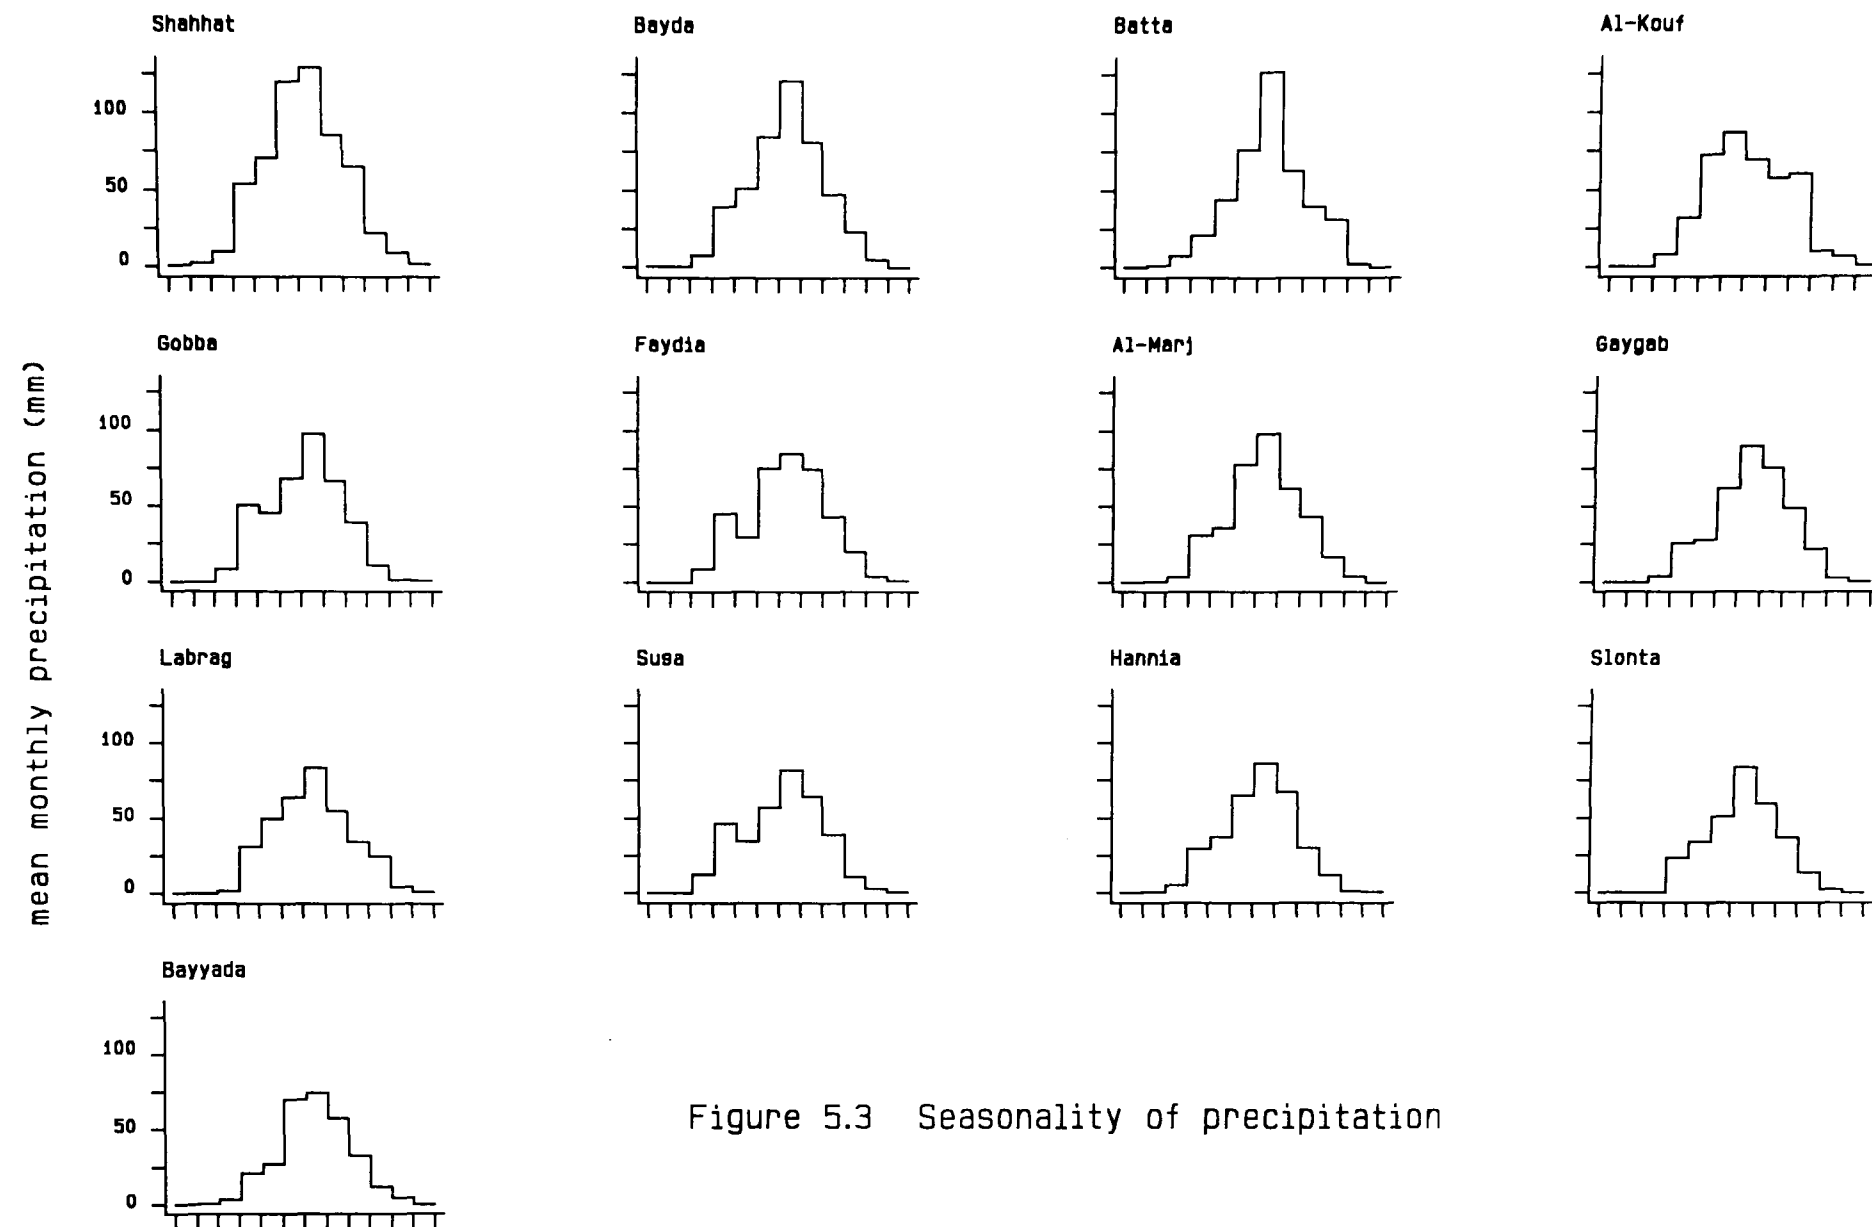 Shahhat
Bayda
Batta
Al-Kouf
100
50
0
Gobba
Faydia
Al-Marj
Gaygab
100
50
0
mean monthly precipitation (mm)
Labrag
Susa
Hannia
Slonta
100
50
0
Bayyada
100
50
0
Figure 5.3 Seasonality of precipitation